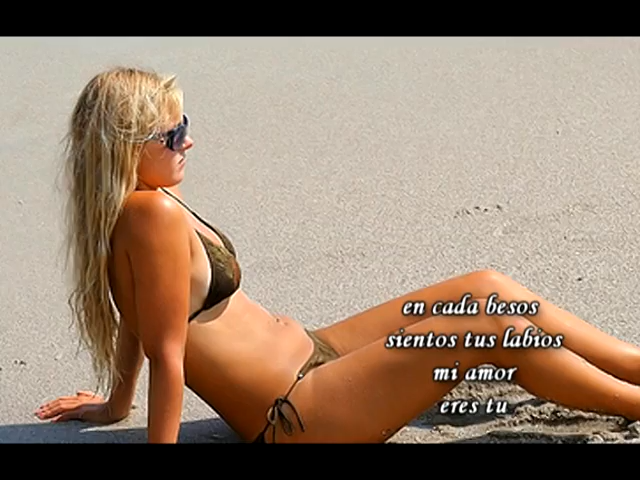 en cada besos
sientos tus labios
mi amor
eres tu